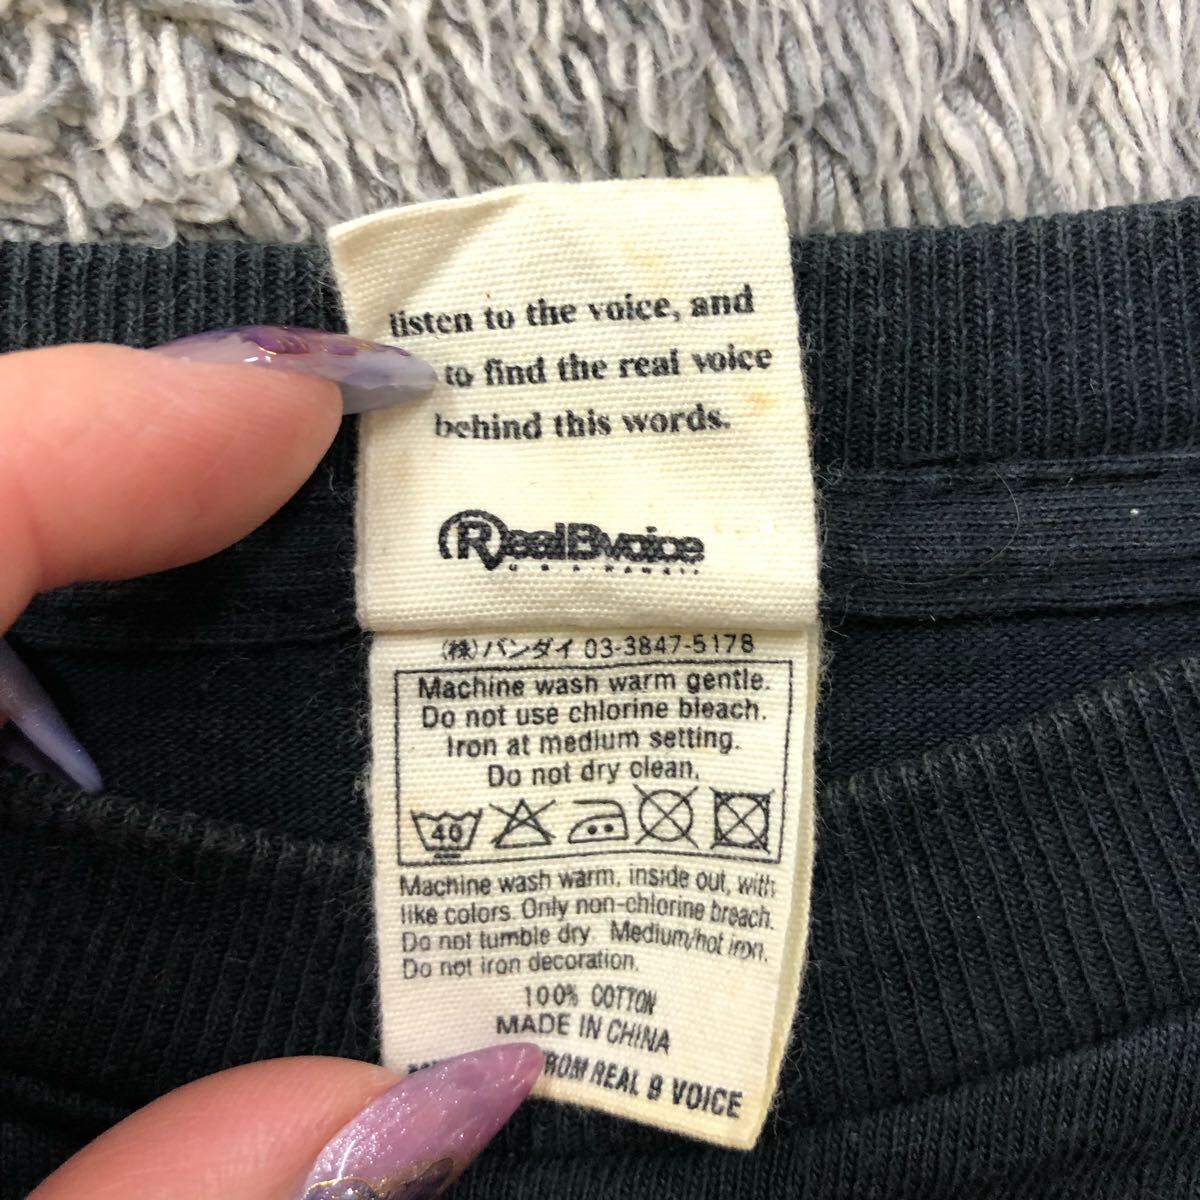 listen to the voice, and
to find the real voice
behind this words.
RealBvoice
U.S.A HAWAII
(株)バンダイ 03-3847-5178
Machine wash warm gentle.
Do not use chlorine bleach.
Iron at medium setting.
Do not dry clean.
40
Machine wash warm, inside out, with
like colors. Only non-chlorine breach.
Do not tumble dry. Medium/hot iron.
Do not iron decoration.
100% COTTON
MADE IN CHINA
FROM REAL B VOICE